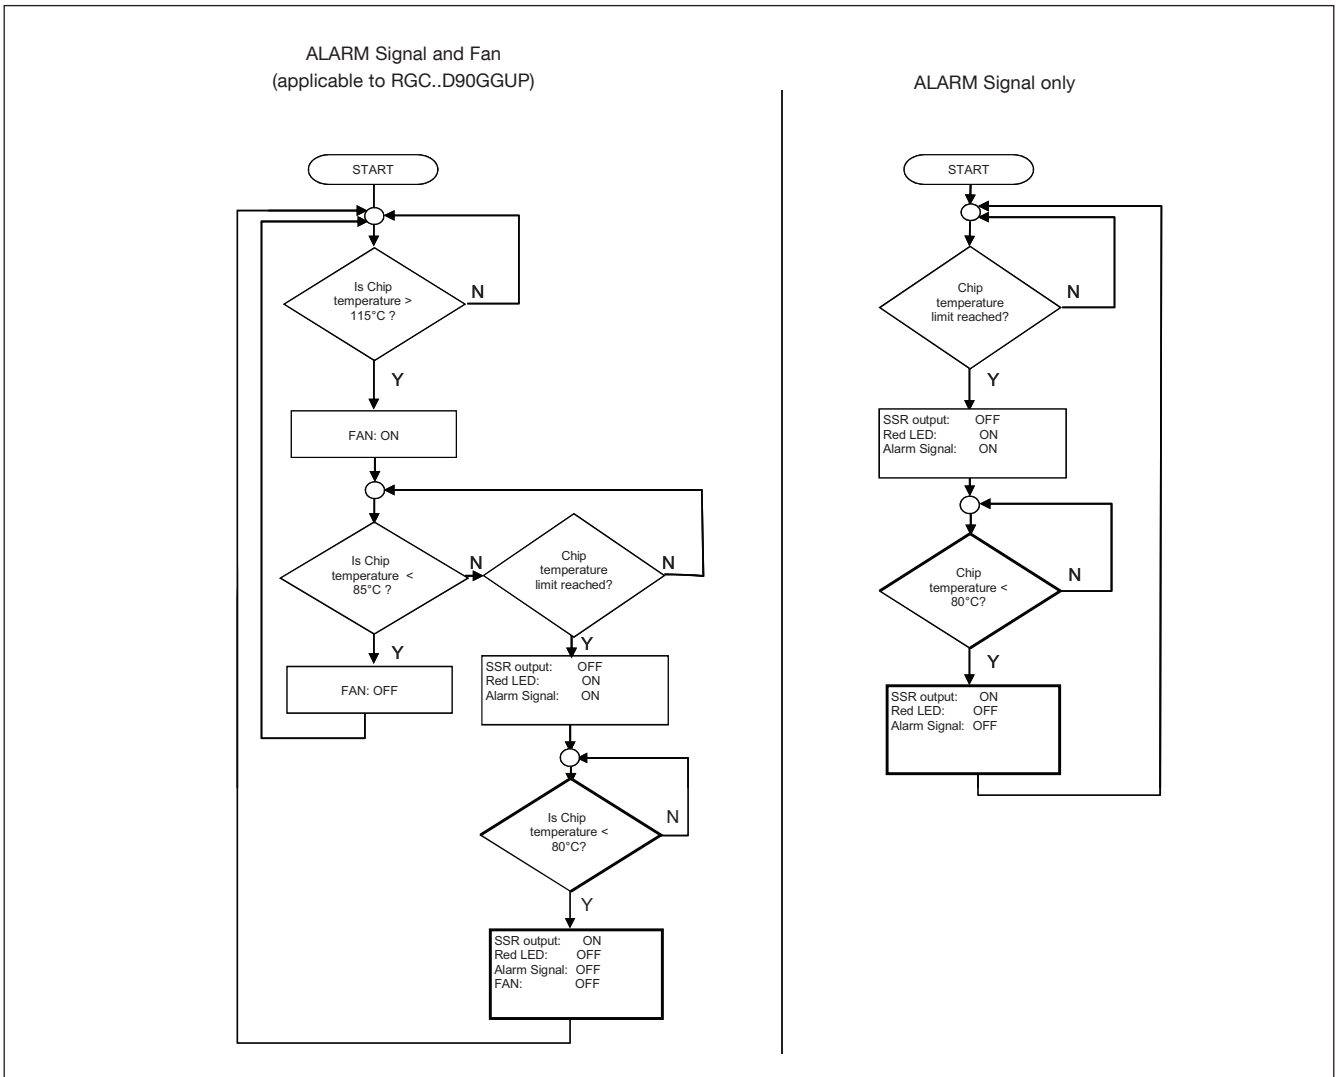 ALARM Signal and Fan
(applicable to RGC..D90GGUP)
START
Is Chip
temperature >
115°C ?
N
Y
FAN: ON
Is Chip
temperature <
85°C ?
N
Y
FAN: OFF
Chip
temperature
limit reached?
N
Y
SSR output: OFF
Red LED: ON
Alarm Signal: ON
Is Chip
temperature <
80°C?
N
Y
SSR output: ON
Red LED: OFF
Alarm Signal: OFF
FAN: OFF
ALARM Signal only
START
Chip
temperature
limit reached?
N
Y
SSR output: OFF
Red LED: ON
Alarm Signal: ON
Chip
temperature <
80°C?
N
Y
SSR output: ON
Red LED: OFF
Alarm Signal: OFF